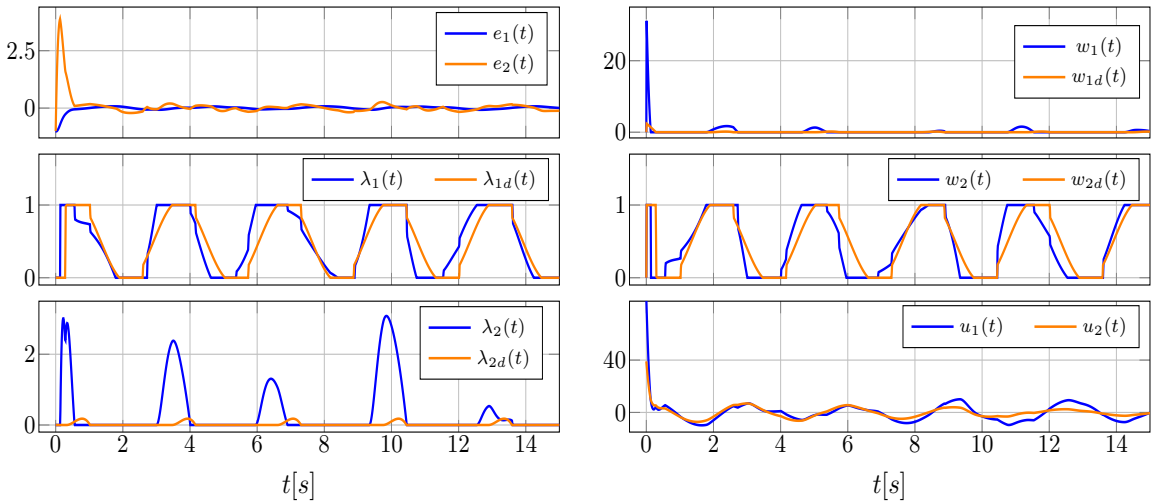 2.5
0
e₁(t)
e₂(t)
1
0
λ₁(t) λ₁d(t)
2
0
λ₂(t)
λ₂d(t)
0 2 4 6 8 10 12 14
t[s]
20
0
w₁(t)
w₁d(t)
1
0
w₂(t) w₂d(t)
40
0
u₁(t) u₂(t)
0 2 4 6 8 10 12 14
t[s]